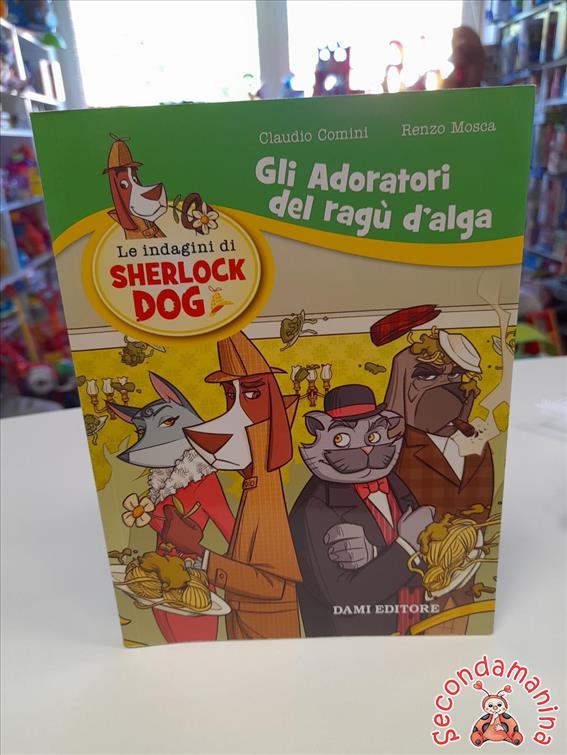 Claudio Comini Renzo Mosca
Gli Adoratori
del ragù d'alga
Le indagini di
SHERLOCK
DOG
DAMI EDITORE
Secondamanina